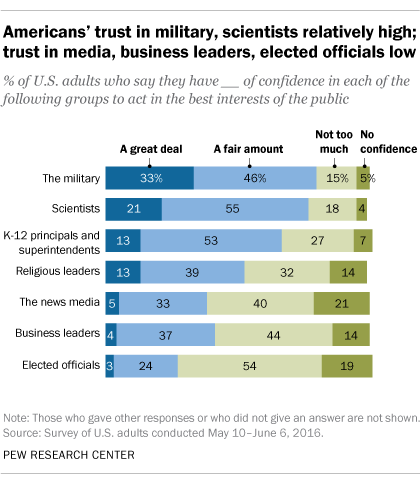 Americans' trust in military, scientists relatively high;
trust in media, business leaders, elected officials low
% of U.S. adults who say they have __ of confidence in each of the
following groups to act in the best interests of the public
A great deal A fair amount Not too much No confidence
The military 33% 46% 15% 5%
Scientists 21 55 18 4
K-12 principals and
superintendents 13 53 27 7
Religious leaders 13 39 32 14
The news media 5 33 40 21
Business leaders 4 37 44 14
Elected officials 3 24 54 19
Note: Those who gave other responses or who did not give an answer are not shown.
Source: Survey of U.S. adults conducted May 10–June 6, 2016.
PEW RESEARCH CENTER